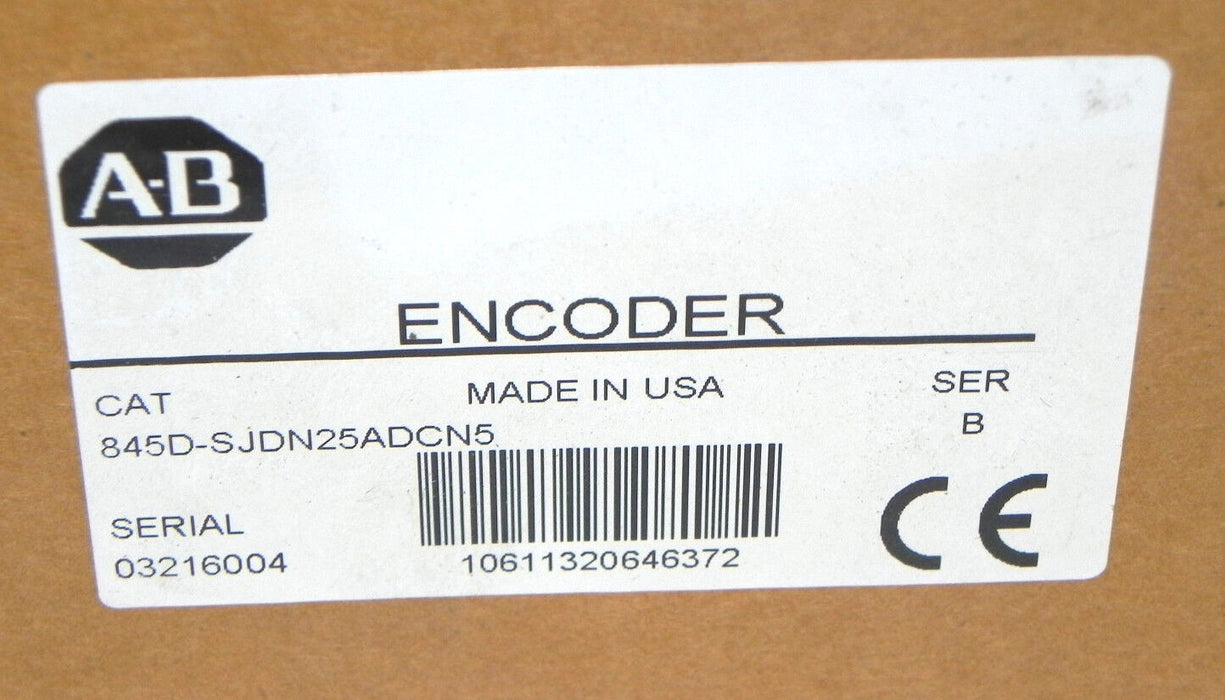 A-B
ENCODER
CAT
MADE IN USA
SER
845D-SJDN25ADCN5
B
SERIAL
03216004
10611320646372
CE